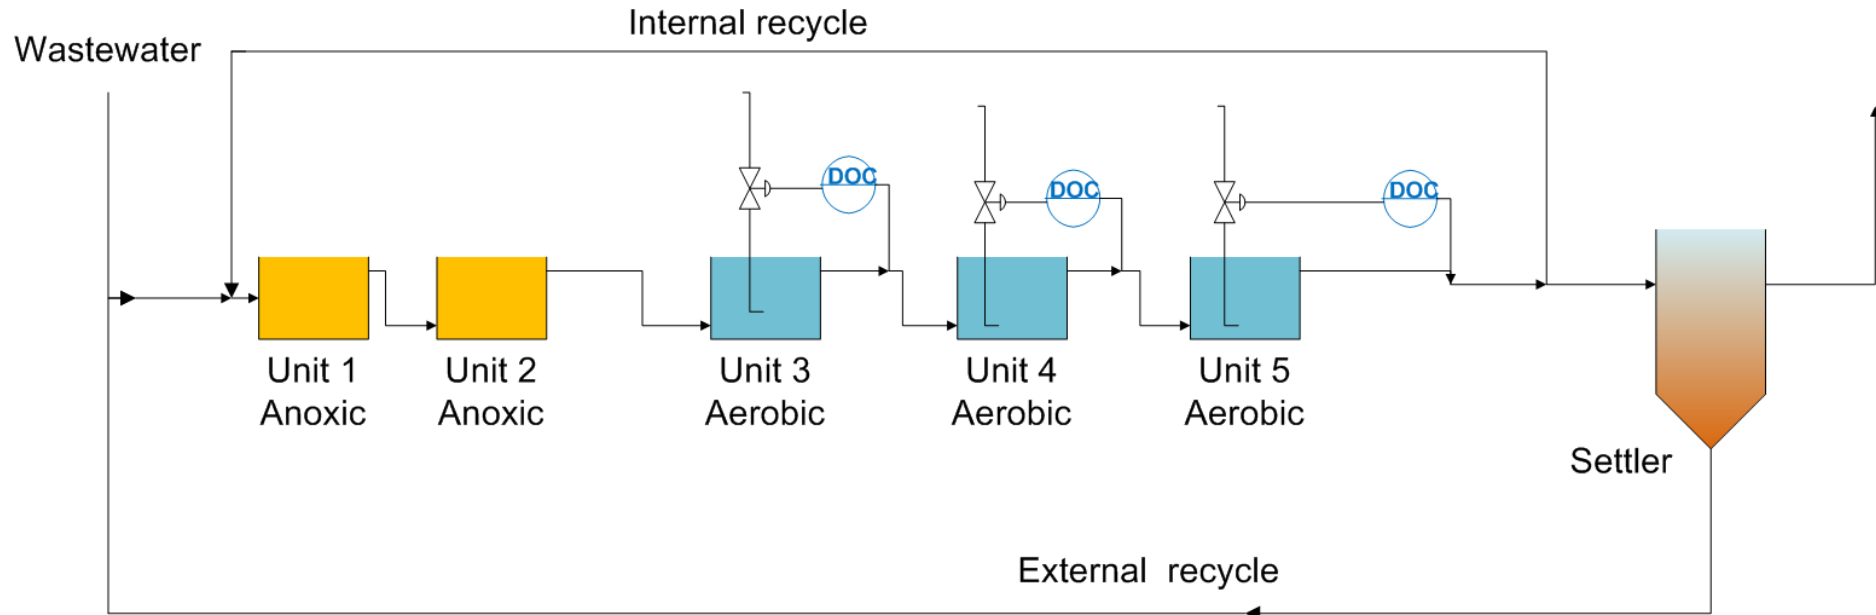 Internal recycle
Wastewater
DOC
DOC
DOC
Unit 1
Anoxic
Unit 2
Anoxic
Unit 3
Aerobic
Unit 4
Aerobic
Unit 5
Aerobic
Settler
External recycle